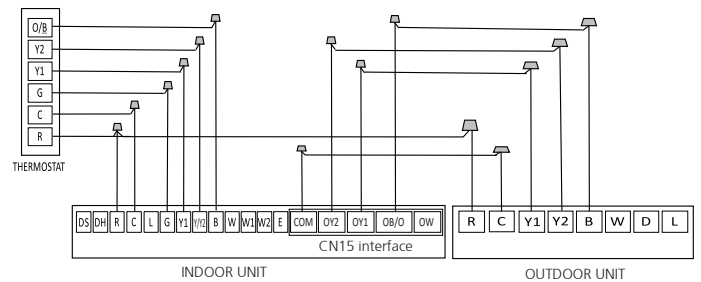 O/B
Y2
Y1
G
C
R
THERMOSTAT
DS DH R C L G Y1 Y/Y2 B W W1 W2 E COM OY2 OY1 OB/O OW
CN15 interface
INDOOR UNIT
R C Y1 Y2 B W D L
OUTDOOR UNIT